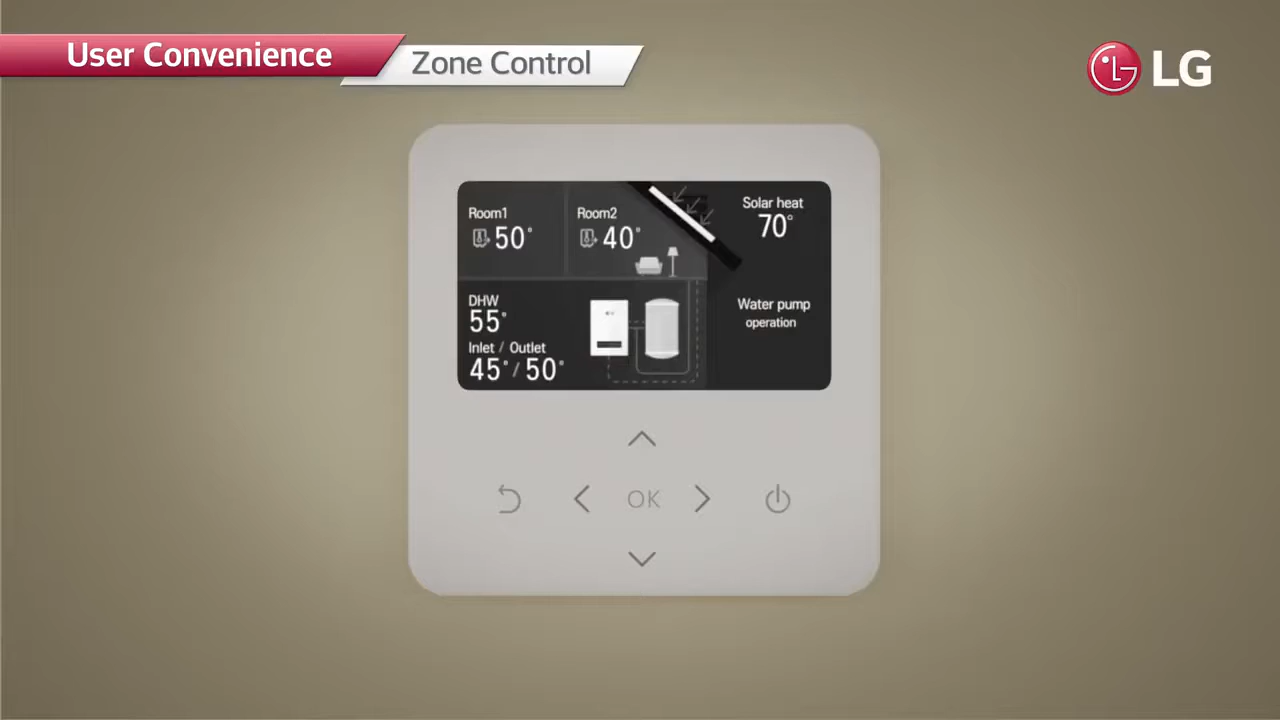 User Convenience
Zone Control
LG
Room1
50°
Room2
40°
Solar heat
70°
DHW
55°
Inlet / Outlet
45° / 50°
Water pump
operation
OK